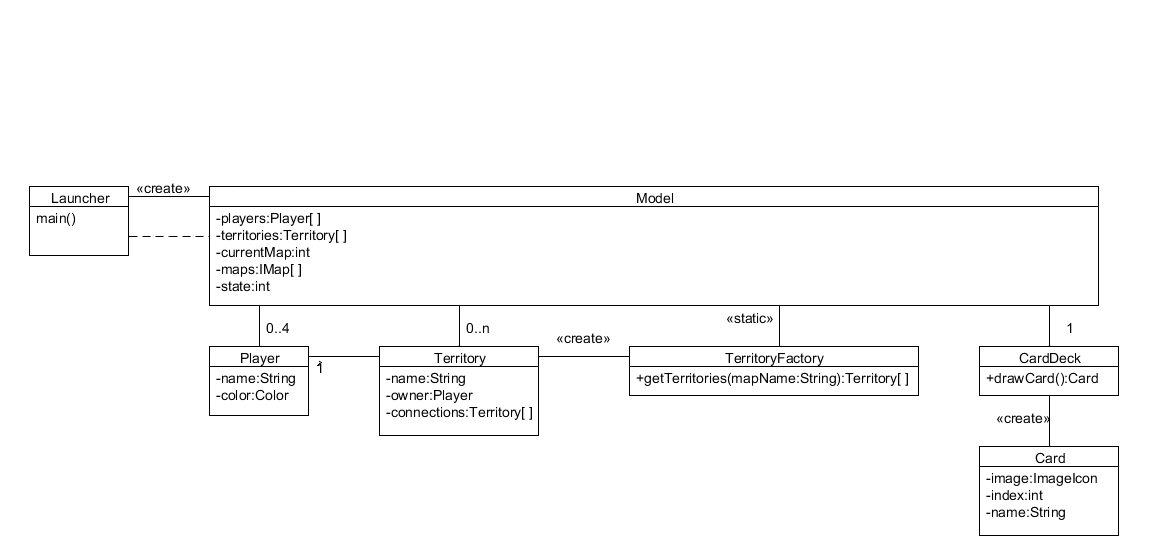 «create»
Launcher
main()
Model
-players:Player[ ]
-territories:Territory[ ]
-currentMap:int
-maps:IMap[ ]
-state:int
0..4
0..n
«static»
1
«create»
Player
-name:String
-color:Color
1
Territory
-name:String
-owner:Player
-connections:Territory[ ]
TerritoryFactory
+getTerritories(mapName:String):Territory[ ]
CardDeck
+drawCard():Card
«create»
Card
-image:ImageIcon
-index:int
-name:String